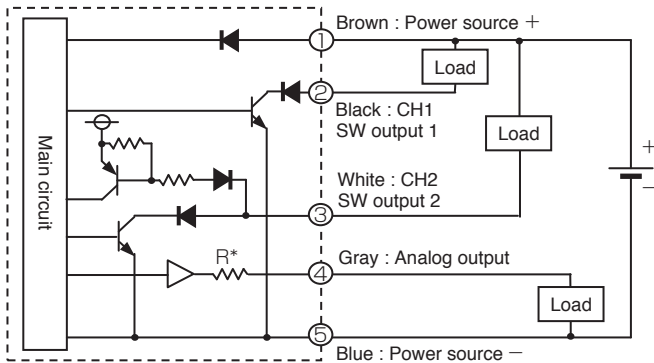 Brown : Power source +
①
Load
②
Black : CH1
SW output 1
Load
Main circuit
+
−
White : CH2
SW output 2
③
R*
④
Gray : Analog output
Load
⑤
Blue : Power source −